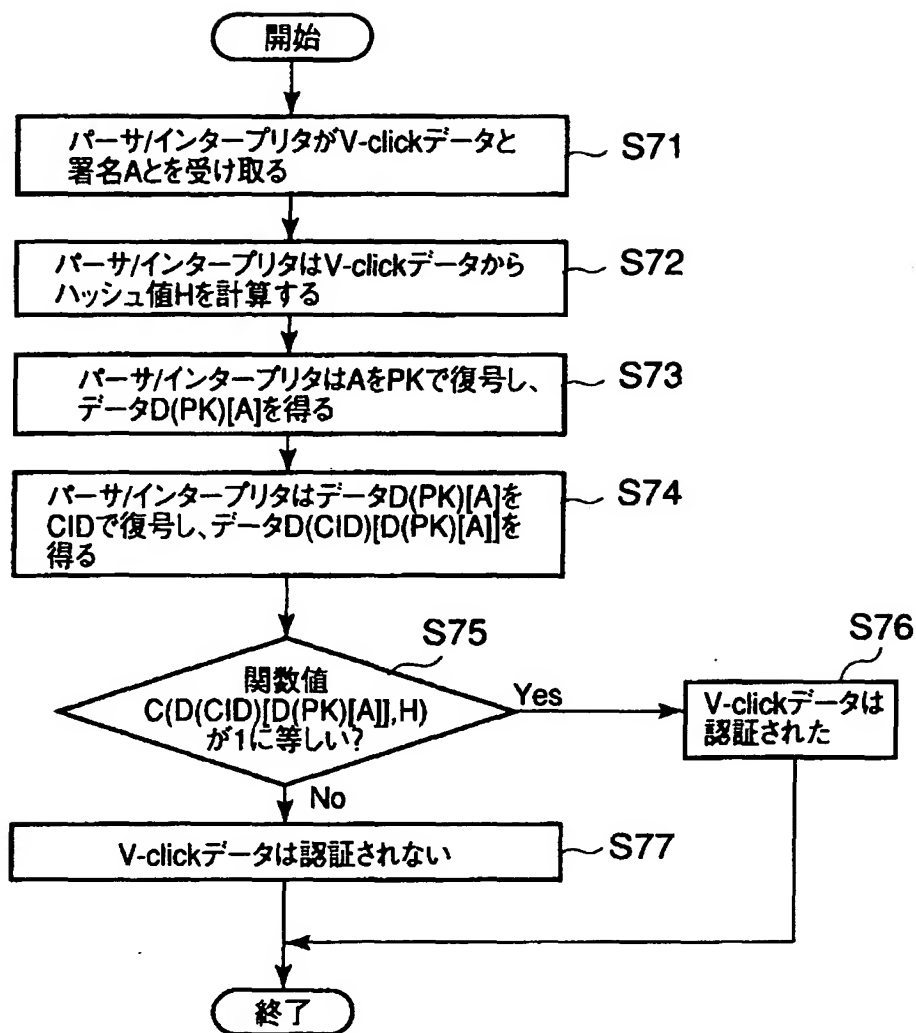 開始
パーサ/インタープリタがV-clickデータと
署名Aとを受け取る
S71
パーサ/インタープリタはV-clickデータから
ハッシュ値Hを計算する
S72
パーサ/インタープリタはAをPKで復号し、
データD(PK)[A]を得る
S73
パーサ/インタープリタはデータD(PK)[A]を
CIDで復号し、データD(CID)[D(PK)[A]]を
得る
S74
S75
関数値
C(D(CID)[D(PK)[A]],H)
が1に等しい?
Yes
S76
V-clickデータは
認証された
No
V-clickデータは認証されない
S77
終了